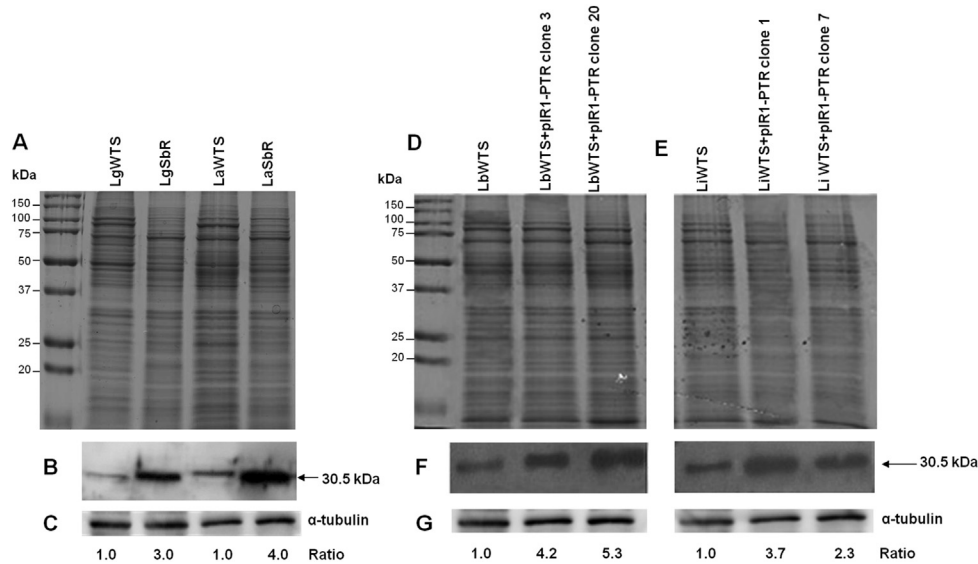 A
kDa
LgWTS
LgSbR
LaWTS
LaSbR
150
100
75
50
37
25
20
B
30.5 kDa
C
α-tubulin
1.0 3.0 1.0 4.0 Ratio
D
kDa
LbWTS
LbWTS+pIR1-PTR clone 3
LbWTS+pIR1-PTR clone 20
150
100
75
50
37
25
20
E
LiWTS
LiWTS+pIR1-PTR clone 1
Li WTS+pIR1-PTR clone 7
F
30.5 kDa
G
α-tubulin
1.0 4.2 5.3 1.0 3.7 2.3 Ratio